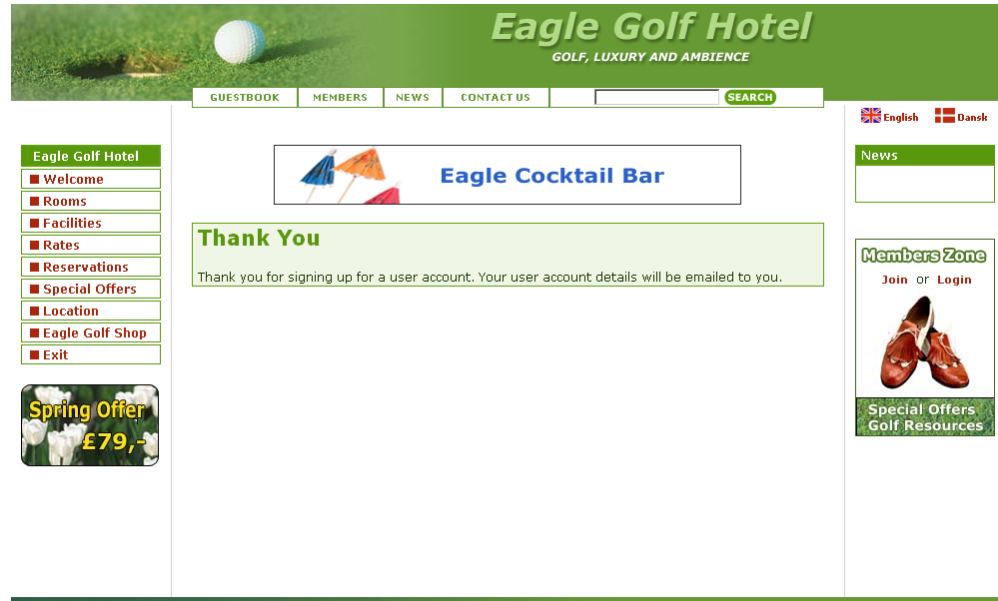 Eagle Golf Hotel
GOLF, LUXURY AND AMBIENCE
GUESTBOOK MEMBERS NEWS CONTACT US SEARCH
English Dansk
Eagle Golf Hotel
Welcome
Rooms
Facilities
Rates
Reservations
Special Offers
Location
Eagle Golf Shop
Exit
Spring Offer
£79,-
Eagle Cocktail Bar
Thank You
Thank you for signing up for a user account. Your user account details will be emailed to you.
News
Members Zone
Join or Login
Special Offers
Golf Resources